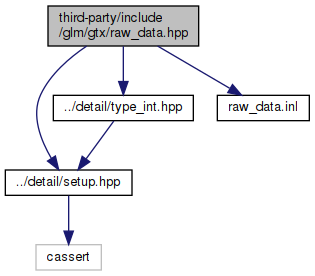 third-party/include
/glm/gtx/raw_data.hpp
../detail/type_int.hpp
raw_data.inl
../detail/setup.hpp
cassert